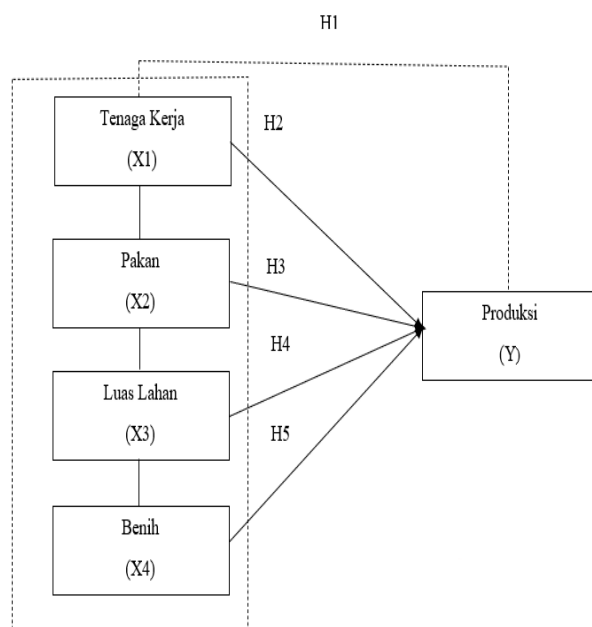 H1
Tenaga Kerja
(X1)
H2
Pakan
(X2)
H3
Luas Lahan
(X3)
H4
Benih
(X4)
H5
Produksi
(Y)